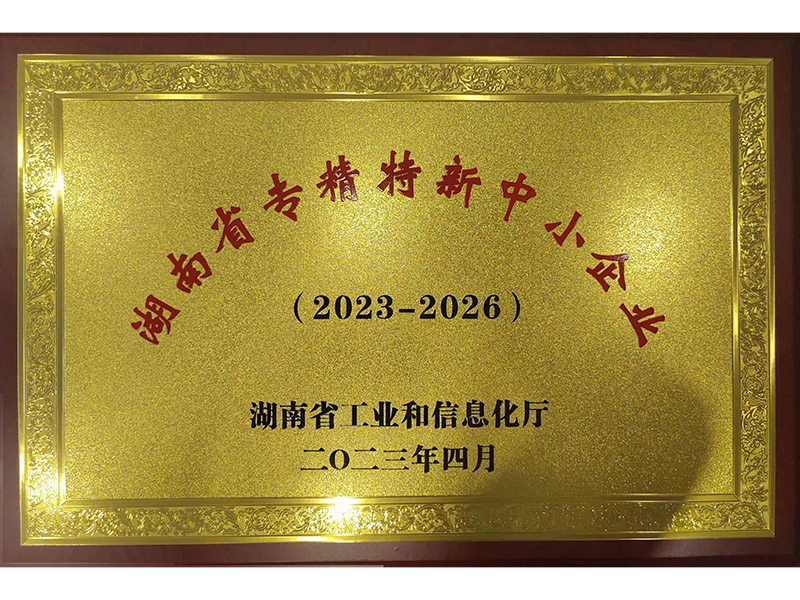 湖南省专精特新中小企业
（2023-2026）
湖南省工业和信息化厅
二〇二三年四月